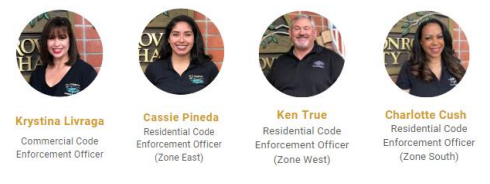 Krystina Livraga
Commercial Code
Enforcement Officer
Cassie Pineda
Residential Code
Enforcement Officer
(Zone East)
Ken True
Residential Code
Enforcement Officer
(Zone West)
Charlotte Cush
Residential Code
Enforcement Officer
(Zone South)